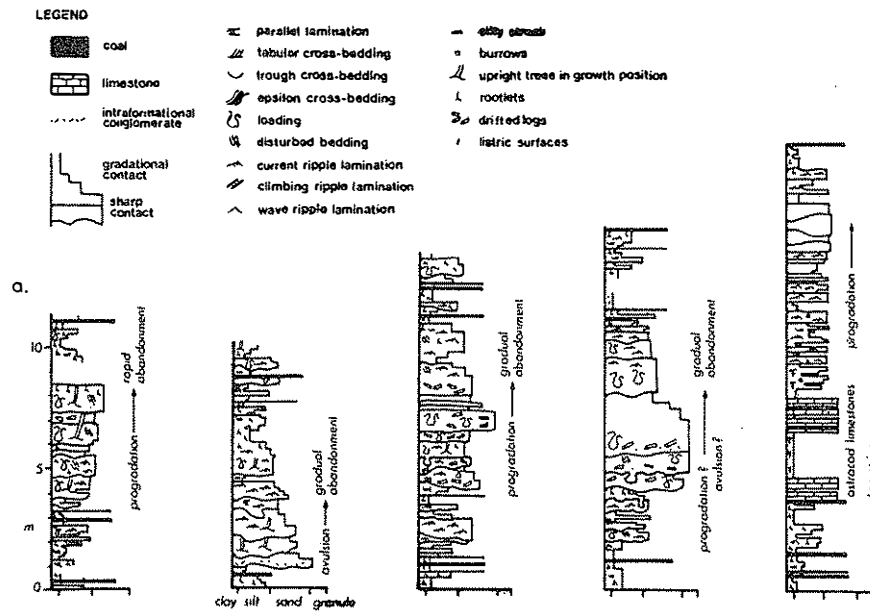 LEGEND
coal
limestone
intraformational
conglomerate
gradational
contact
sharp
contact
parallel lamination
tabular cross-bedding
trough cross-bedding
epsilon cross-bedding
loading
disturbed bedding
current ripple lamination
climbing ripple lamination
wave ripple lamination
burrows
upright trees in growth position
rootlets
drifted logs
listric surfaces
a.
10
5
m
0
progradation
rapid
abandonment
clay silt sand granule
avulsion
gradual
abandonment
progradation
gradual
abandonment
progradation ?
avulsion ?
gradual
abandonment
ostracod limestones
progradation